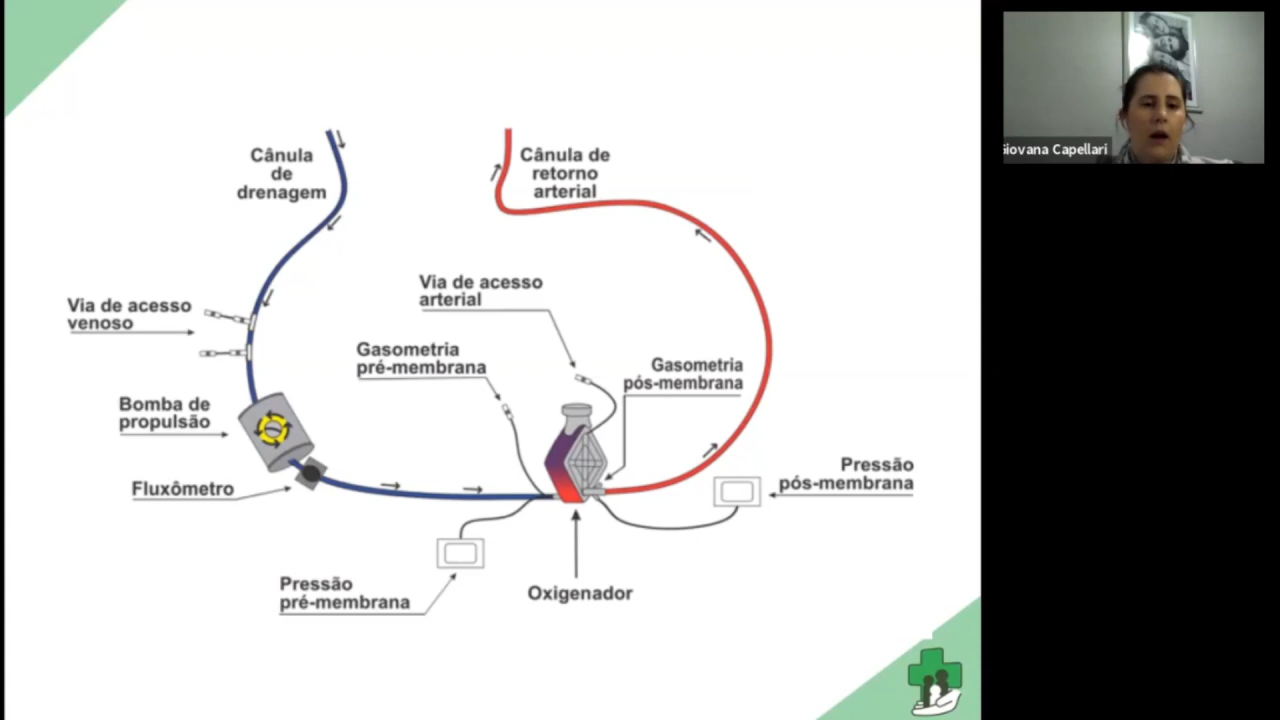 Cânula
de
drenagem
Cânula de
retorno
arterial
Via de acesso
arterial
Via de acesso
venoso
Gasometria
pré-membrana
Gasometria
pós-membrana
Bomba de
propulsão
Pressão
pós-membrana
Fluxômetro
Pressão
pré-membrana
Oxigenador
Giovana Capellari